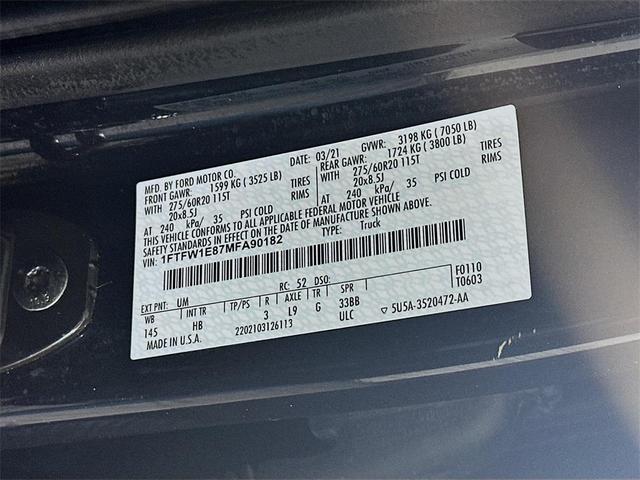 MFD. BY FORD MOTOR CO. DATE: 03/21 GVWR: 3198 KG ( 7050 LB)
FRONT GAWR: 1599 KG ( 3525 LB) REAR GAWR: 1724 KG ( 3800 LB)
WITH 275/60R20 115T TIRES WITH 275/60R20 115T TIRES
20x8.5J RIMS 20x8.5J RIMS
AT 240 kPa/ 35 PSI COLD AT 240 kPa/ 35 PSI COLD
THIS VEHICLE CONFORMS TO ALL APPLICABLE FEDERAL MOTOR VEHICLE
SAFETY STANDARDS IN EFFECT ON THE DATE OF MANUFACTURE SHOWN ABOVE.
VIN: 1FTFW1E87MFA90182 TYPE: Truck
EXT PNT: UM RC: 52 DSO: F0110
WB INT TR TP/PS R AXLE TR SPR T0603
145 HB 3 L9 G 33BB
MADE IN U.S.A. 2202103126113 ULC ▽ 5U5A-3520472-AA